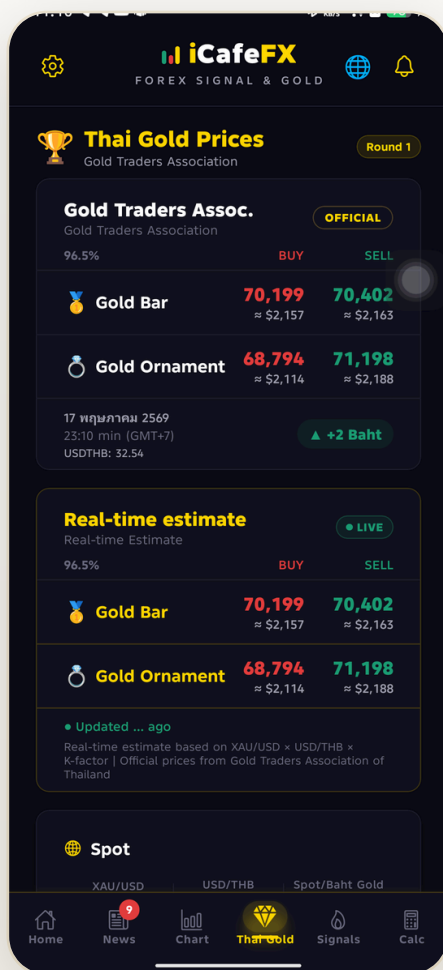 iCafeFX
FOREX SIGNAL & GOLD
Thai Gold Prices
Gold Traders Association
Round 1
Gold Traders Assoc.
Gold Traders Association
OFFICIAL
96.5% BUY SELL
Gold Bar 70,199 70,402
≈ $2,157 ≈ $2,163
Gold Ornament 68,794 71,198
≈ $2,114 ≈ $2,188
17 พฤษภาคม 2569
23:10 min (GMT+7)
USDTHB: 32.54
▲ +2 Baht
Real-time estimate
Real-time Estimate
● LIVE
96.5% BUY SELL
Gold Bar 70,199 70,402
≈ $2,157 ≈ $2,163
Gold Ornament 68,794 71,198
≈ $2,114 ≈ $2,188
● Updated ... ago
Real-time estimate based on XAU/USD × USD/THB ×
K-factor | Official prices from Gold Traders Association of
Thailand
Spot
XAU/USD USD/THB Spot/Baht Gold
9
Home News Chart Thai Gold Signals Calc